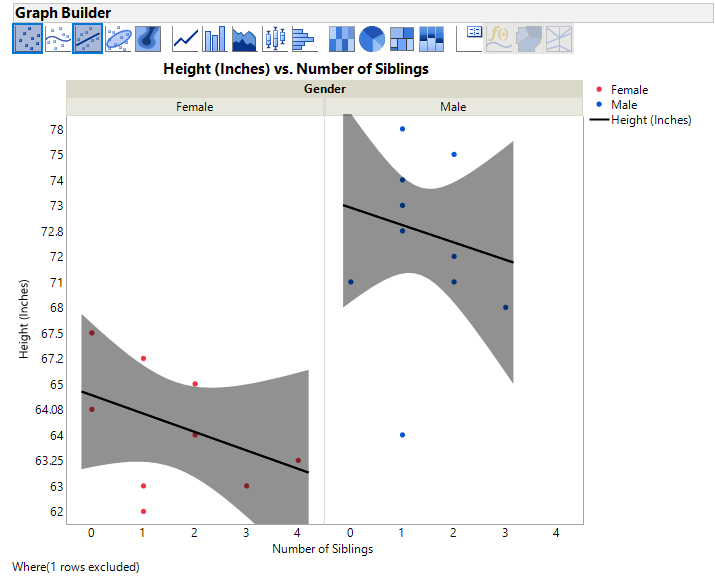 Graph Builder
Height (Inches) vs. Number of Siblings
Gender
Female Male
Female
Male
Height (Inches)
78
75
74
73
72.8
72
71
68
67.5
67.2
65
64.08
64
63.25
63
62
Height (Inches)
0 1 2 3 4 0 1 2 3 4
Number of Siblings
Where(1 rows excluded)